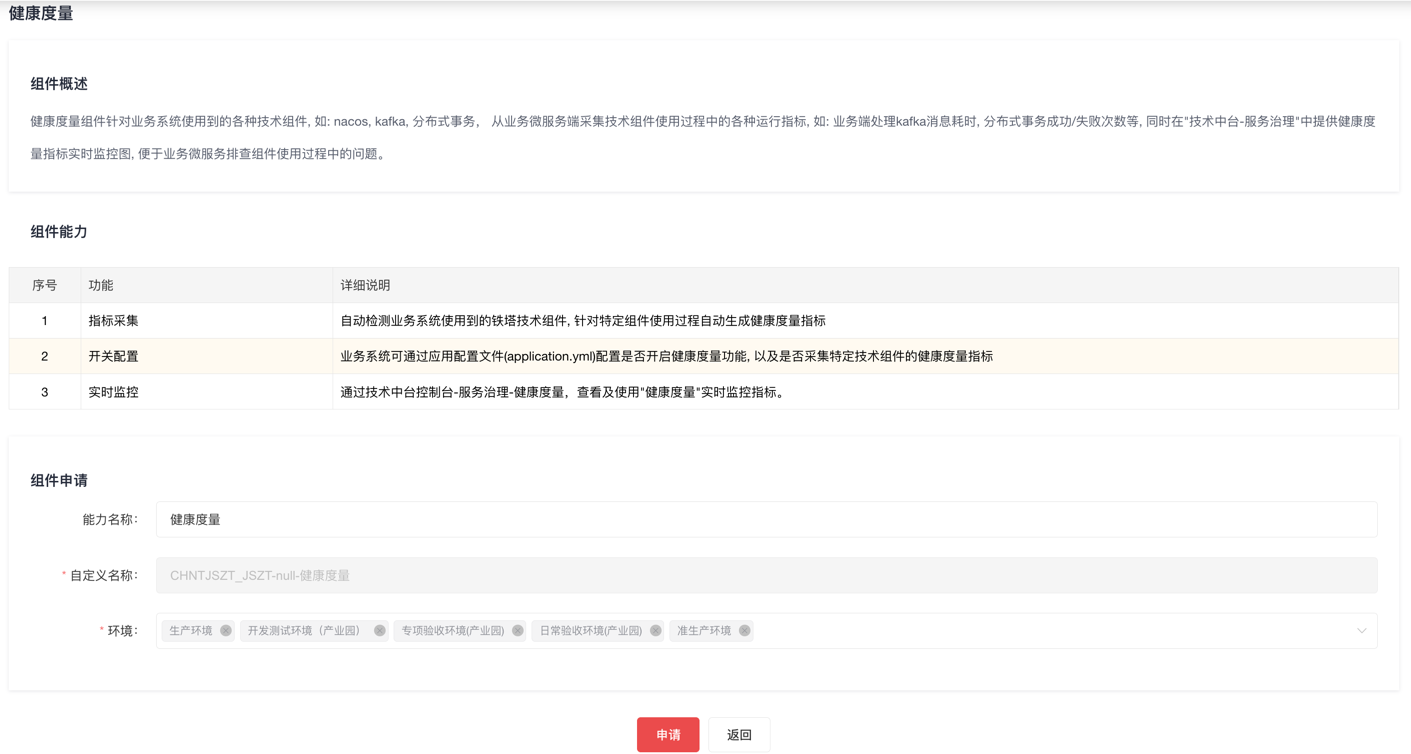 健康度量
组件概述
健康度量组件针对业务系统使用到的各种技术组件, 如: nacos, kafka, 分布式事务， 从业务微服务端采集技术组件使用过程中的各种运行指标, 如: 业务端处理kafka消息耗时, 分布式事务成功/失败次数等, 同时在"技术中台-服务治理"中提供健康度
量指标实时监控图, 便于业务微服务排查组件使用过程中的问题。
组件能力
序号 功能 详细说明
1 指标采集 自动检测业务系统使用到的铁塔技术组件, 针对特定组件使用过程自动生成健康度量指标
2 开关配置 业务系统可通过应用配置文件(application.yml)配置是否开启健康度量功能, 以及是否采集特定技术组件的健康度量指标
3 实时监控 通过技术中台控制台-服务治理-健康度量，查看及使用"健康度量"实时监控指标。
组件申请
能力名称： 健康度量
* 自定义名称： CHNTJSZT_JSZT-null-健康度量
* 环境： 生产环境 开发测试环境（产业园） 专项验收环境(产业园) 日常验收环境(产业园) 准生产环境
申请 返回